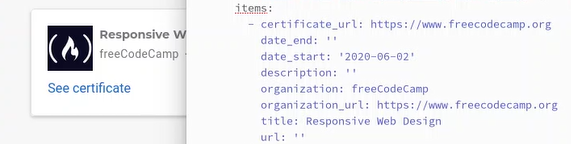 Responsive W
freeCodeCamp -
See certificate
items:
- certificate_url: https://www.freecodecamp.org
date_end: ''
date_start: '2020-06-02'
description: ''
organization: freeCodeCamp
organization_url: https://www.freecodecamp.org
title: Responsive Web Design
url: ''